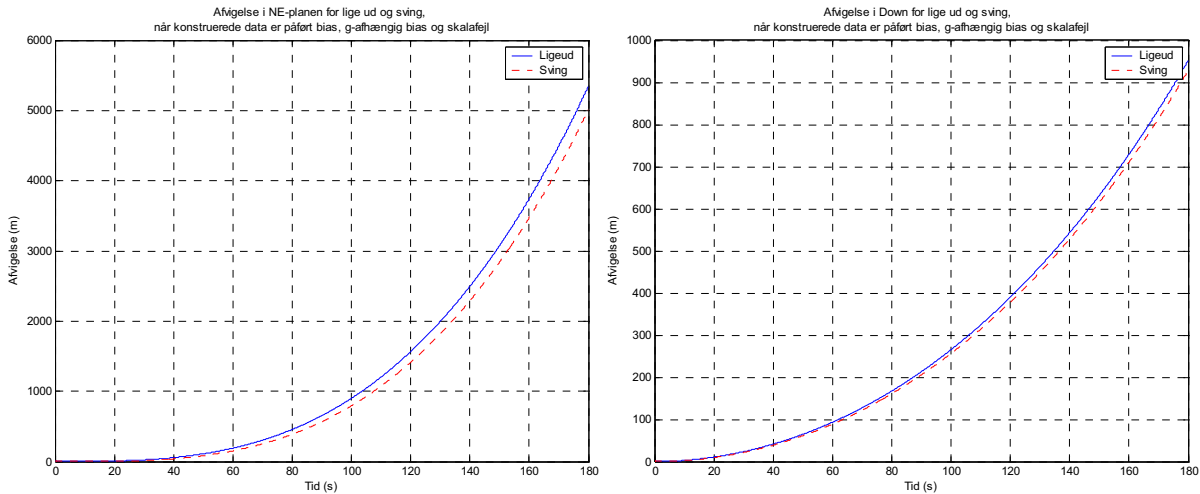 Afvigelse i NE-planen for lige ud og sving,
når konstruerede data er påført bias, g-afhængig bias og skalafejl
6000
5000
4000
3000
2000
1000
0
Afvigelse (m)
Ligeud
Sving
0 20 40 60 80 100 120 140 160 180
Tid (s)
Afvigelse i Down for lige ud og sving,
når konstruerede data er påført bias, g-afhængig bias og skalafejl
1000
900
800
700
600
500
400
300
200
100
0
Afvigelse (m)
Ligeud
Sving
0 20 40 60 80 100 120 140 160 180
Tid (s)